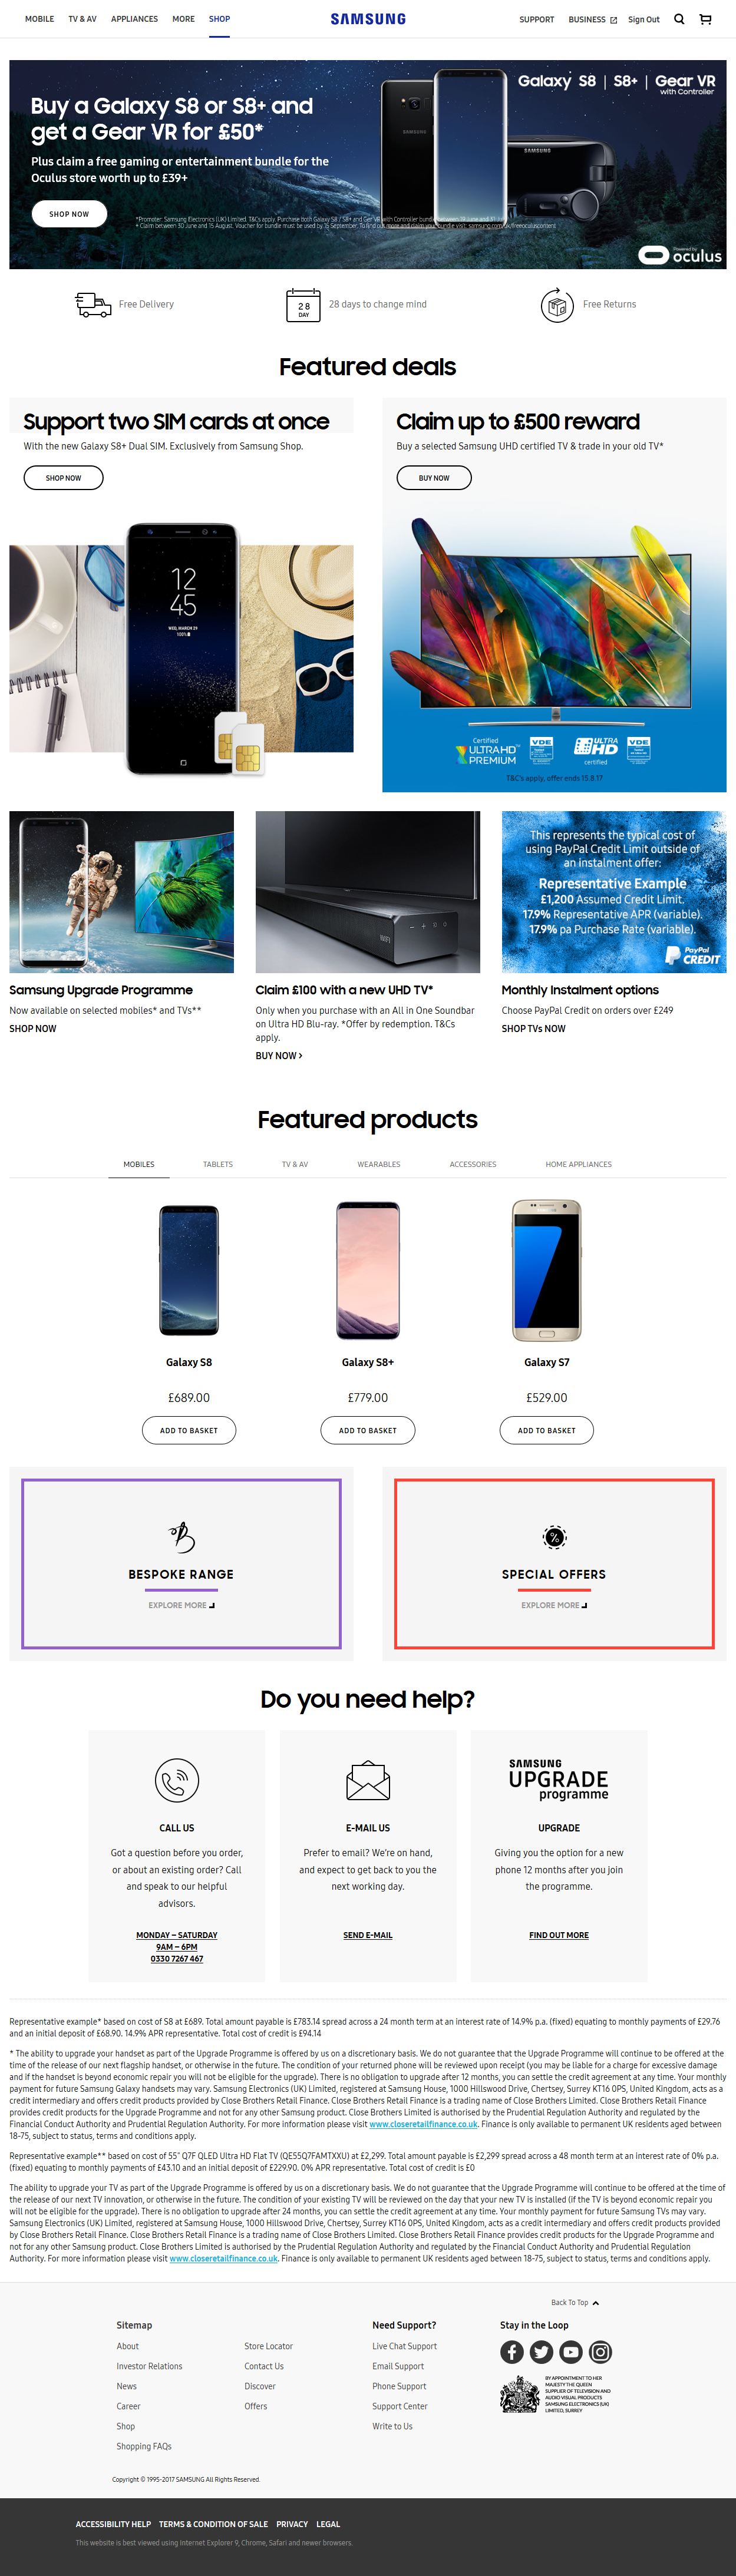 MOBILE TV & AV APPLIANCES MORE SHOP
SAMSUNG
SUPPORT BUSINESS Sign Out
Buy a Galaxy S8 or S8+ and
get a Gear VR for £50*
Plus claim a free gaming or entertainment bundle for the
Oculus store worth up to £39+
SHOP NOW
Galaxy S8 | S8+ | Gear VR
with Controller
SAMSUNG
SAMSUNG
*Promoter: Samsung Electronics (UK) Limited. T&Cs apply. Purchase both Galaxy S8 / S8+ and Gear VR with Controller bundle between
+ Claim between 30 June and 15 August. Voucher for bundle must be used by 15 September. To find out more and claim your bundle visit: samsung.com/uk/freeoculuscontent
Powered by
oculus
Free Delivery
28
DAY
28 days to change mind
Free Returns
Featured deals
Support two SIM cards at once
With the new Galaxy S8+ Dual SIM. Exclusively from Samsung Shop.
SHOP NOW
12
45
WED, MARCH 29
100%
Claim up to £500 reward
Buy a selected Samsung UHD certified TV & trade in your old TV*
BUY NOW
Certified
ULTRA HD
PREMIUM
VDE
ULTRA
HD
certified
VDE
T&C's apply, offer ends 15.8.17
Samsung Upgrade Programme
Now available on selected mobiles* and TVs**
SHOP NOW
Claim £100 with a new UHD TV*
Only when you purchase with an All in One Soundbar
on Ultra HD Blu-ray. *Offer by redemption. T&Cs
apply.
BUY NOW >
This represents the typical cost of
using PayPal Credit Limit outside of
an instalment offer:
Representative Example
£1,200 Assumed Credit Limit.
17.9% Representative APR (variable).
17.9% pa Purchase Rate (variable).
PayPal
CREDIT
Monthly Instalment options
Choose PayPal Credit on orders over £249
SHOP TVs NOW
Featured products
MOBILES TABLETS TV & AV WEARABLES ACCESSORIES HOME APPLIANCES
Galaxy S8
£689.00
ADD TO BASKET
Galaxy S8+
£779.00
ADD TO BASKET
Galaxy S7
£529.00
ADD TO BASKET
B
BESPOKE RANGE
EXPLORE MORE
%
SPECIAL OFFERS
EXPLORE MORE
Do you need help?
CALL US
Got a question before you order,
or about an existing order? Call
and speak to our helpful
advisors.
MONDAY – SATURDAY
9AM – 6PM
0330 7267 467
E-MAIL US
Prefer to email? We're on hand,
and expect to get back to you the
next working day.
SEND E-MAIL
SAMSUNG
UPGRADE
programme
UPGRADE
Giving you the option for a new
phone 12 months after you join
the programme.
FIND OUT MORE
Representative example* based on cost of S8 at £689. Total amount payable is £783.14 spread across a 24 month term at an interest rate of 14.9% p.a. (fixed) equating to monthly payments of £29.76
and an initial deposit of £68.90. 14.9% APR representative. Total cost of credit is £94.14
* The ability to upgrade your handset as part of the Upgrade Programme is offered by us on a discretionary basis. We do not guarantee that the Upgrade Programme will continue to be offered at the
time of the release of our next flagship handset, or otherwise in the future. The condition of your returned phone will be reviewed upon receipt (you may be liable for a charge for excessive damage
and if the handset is beyond economic repair you will not be eligible for the upgrade). There is no obligation to upgrade after 12 months, you can settle the credit agreement at any time. Your monthly
payment for future Samsung Galaxy handsets may vary. Samsung Electronics (UK) Limited, registered at Samsung House, 1000 Hillswood Drive, Chertsey, Surrey KT16 0PS, United Kingdom, acts as a
credit intermediary and offers credit products provided by Close Brothers Retail Finance. Close Brothers Retail Finance is a trading name of Close Brothers Limited. Close Brothers Retail Finance
provides credit products for the Upgrade Programme and not for any other Samsung product. Close Brothers Limited is authorised by the Prudential Regulation Authority and regulated by the
Financial Conduct Authority and Prudential Regulation Authority. For more information please visit www.closeretailfinance.co.uk. Finance is only available to permanent UK residents aged between
18-75, subject to status, terms and conditions apply.
Representative example** based on cost of 55" Q7F QLED Ultra HD Flat TV (QE55Q7FAMTXXU) at £2,299. Total amount payable is £2,299 spread across a 48 month term at an interest rate of 0% p.a.
(fixed) equating to monthly payments of £43.10 and an initial deposit of £229.90. 0% APR representative. Total cost of credit is £0
The ability to upgrade your TV as part of the Upgrade Programme is offered by us on a discretionary basis. We do not guarantee that the Upgrade Programme will continue to be offered at the time of
the release of our next TV innovation, or otherwise in the future. The condition of your existing TV will be reviewed on the day that your new TV is installed (if the TV is beyond economic repair you
will not be eligible for the upgrade). There is no obligation to upgrade after 24 months, you can settle the credit agreement at any time. Your monthly payment for future Samsung TVs may vary.
Samsung Electronics (UK) Limited, registered at Samsung House, 1000 Hillswood Drive, Chertsey, Surrey KT16 0PS, United Kingdom, acts as a credit intermediary and offers credit products provided
by Close Brothers Retail Finance. Close Brothers Retail Finance is a trading name of Close Brothers Limited. Close Brothers Retail Finance provides credit products for the Upgrade Programme and
not for any other Samsung product. Close Brothers Limited is authorised by the Prudential Regulation Authority and regulated by the Financial Conduct Authority and Prudential Regulation
Authority. For more information please visit www.closeretailfinance.co.uk. Finance is only available to permanent UK residents aged between 18-75, subject to status, terms and conditions apply.
Back To Top
Sitemap
About
Investor Relations
News
Career
Shop
Shopping FAQs
Store Locator
Contact Us
Discover
Offers
Need Support?
Live Chat Support
Email Support
Phone Support
Support Center
Write to Us
Stay in the Loop
BY APPOINTMENT TO HER
MAJESTY THE QUEEN
SUPPLIER OF TELEVISION AND
AUDIO VISUAL PRODUCTS
SAMSUNG ELECTRONICS (UK)
LIMITED, SURREY
Copyright © 1995-2017 SAMSUNG All Rights Reserved.
ACCESSIBILITY HELP TERMS & CONDITION OF SALE PRIVACY LEGAL
This website is best viewed using Internet Explorer 9, Chrome, Safari and newer browsers.